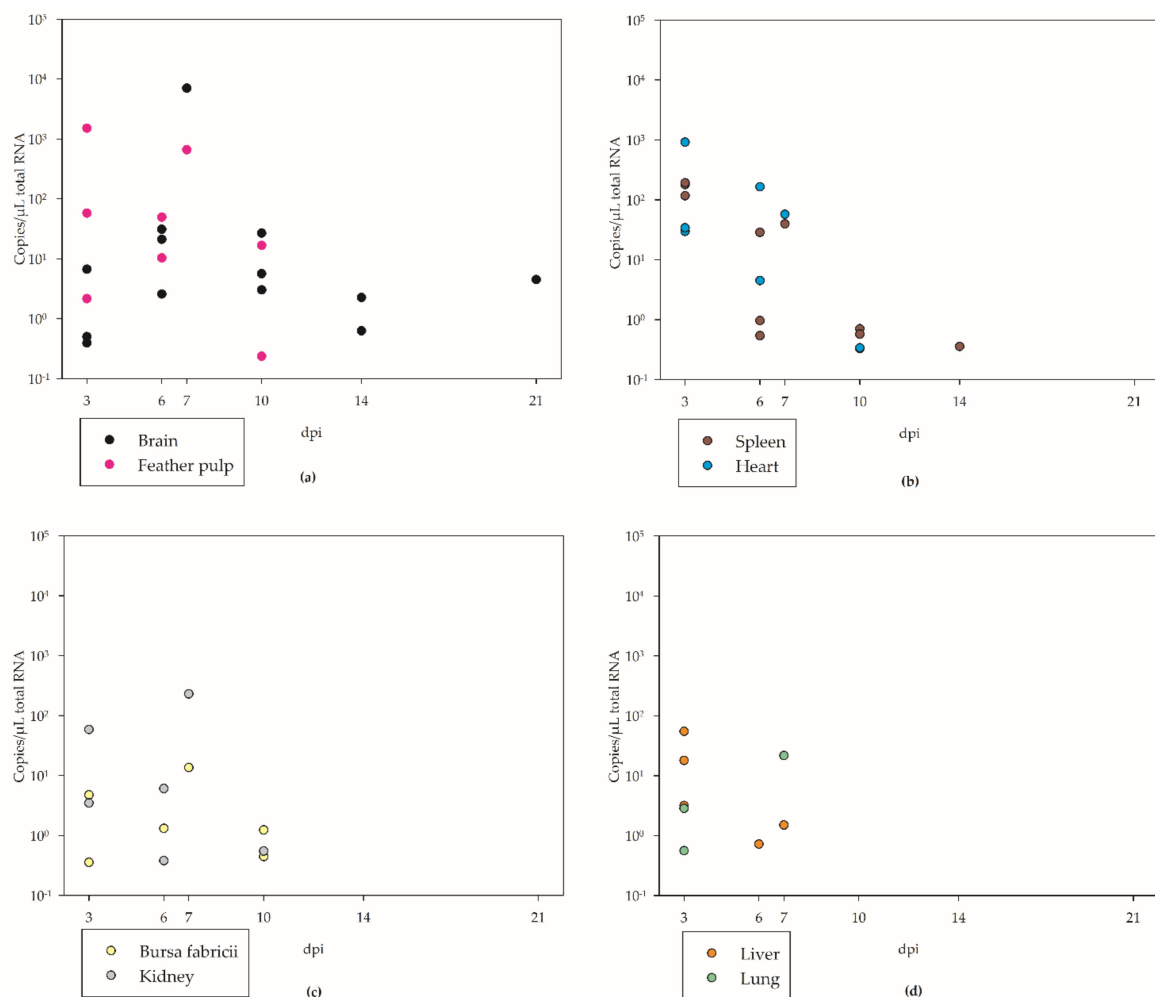 Copies/µL total RNA
10⁵
10⁴
10³
10²
10¹
10⁰
10⁻¹
3 6 7 10 14 21
dpi
Brain
Feather pulp
(a)
Copies/µL total RNA
10⁵
10⁴
10³
10²
10¹
10⁰
10⁻¹
3 6 7 10 14 21
dpi
Spleen
Heart
(b)
Copies/µL total RNA
10⁵
10⁴
10³
10²
10¹
10⁰
10⁻¹
3 6 7 10 14 21
dpi
Bursa fabricii
Kidney
(c)
Copies/µL total RNA
10⁵
10⁴
10³
10²
10¹
10⁰
10⁻¹
3 6 7 10 14 21
dpi
Liver
Lung
(d)